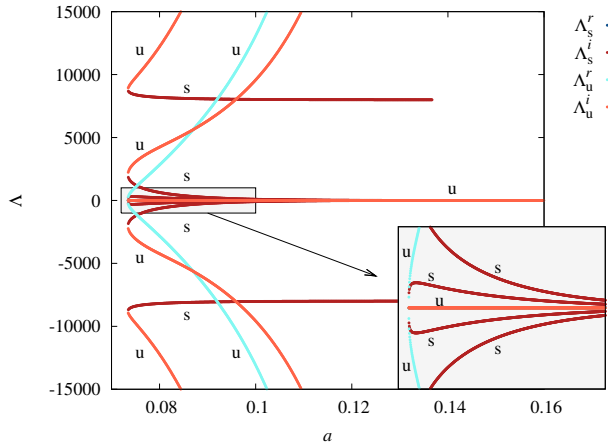 15000
10000
5000
0
-5000
-10000
-15000
Λ
0.08
0.1
0.12
0.14
0.16
a
u
u
s
u
s
u
s
u
s
u
u
u
s
s
u
s
s
u
Λ_s^r
Λ_s^i
Λ_u^r
Λ_u^i